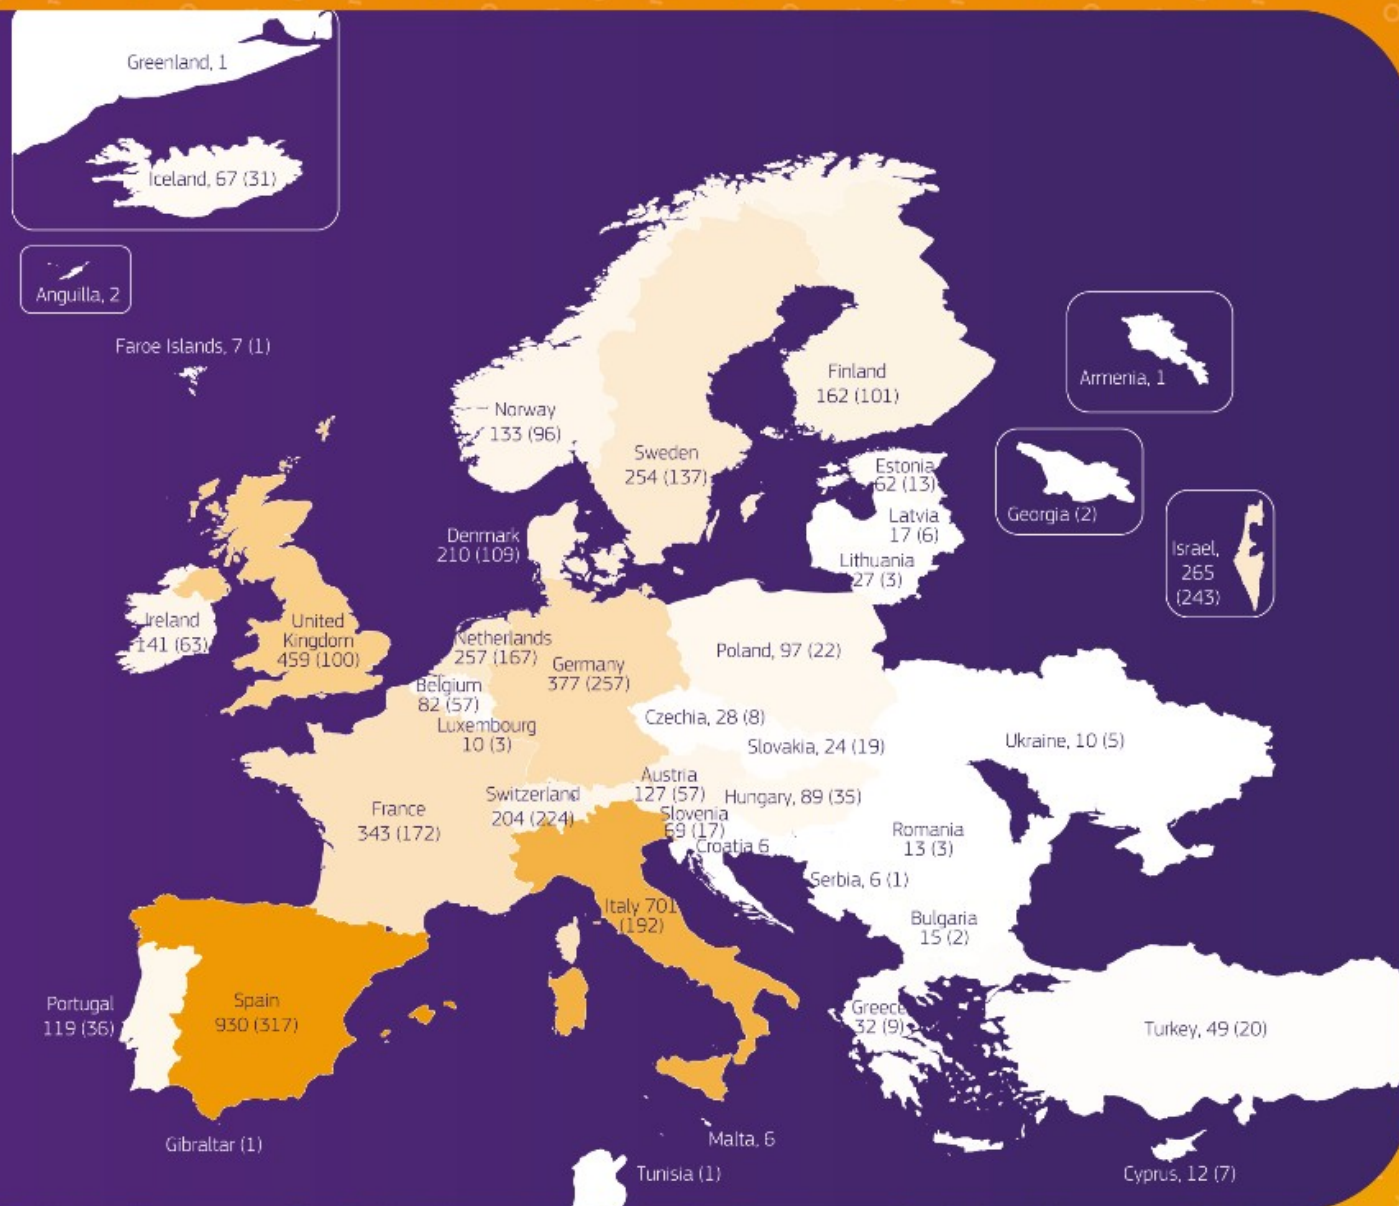 Greenland, 1
Iceland, 67 (31)
Anguilla, 2
Faroe Islands, 7 (1)
Armenia, 1
Finland
162 (101)
Norway
133 (96)
Sweden
254 (137)
Estonia
62 (13)
Georgia (2)
Latvia
17 (6)
Denmark
210 (109)
Israel,
265
(243)
Lithuania
27 (3)
Ireland
141 (63)
United
Kingdom
459 (100)
Netherlands
257 (167)
Germany
377 (257)
Poland, 97 (22)
Belgium
82 (57)
Luxembourg
10 (3)
Czechia, 28 (8)
Slovakia, 24 (19)
Ukraine, 10 (5)
Austria
127 (57)
Switzerland
204 (224)
Hungary, 89 (35)
France
343 (172)
Slovenia
69 (17)
Croatia 6
Romania
13 (3)
Serbia, 6 (1)
Italy 701
(192)
Bulgaria
15 (2)
Portugal
119 (36)
Spain
930 (317)
Greece
32 (9)
Turkey, 49 (20)
Gibraltar (1)
Malta, 6
Tunisia (1)
Cyprus, 12 (7)